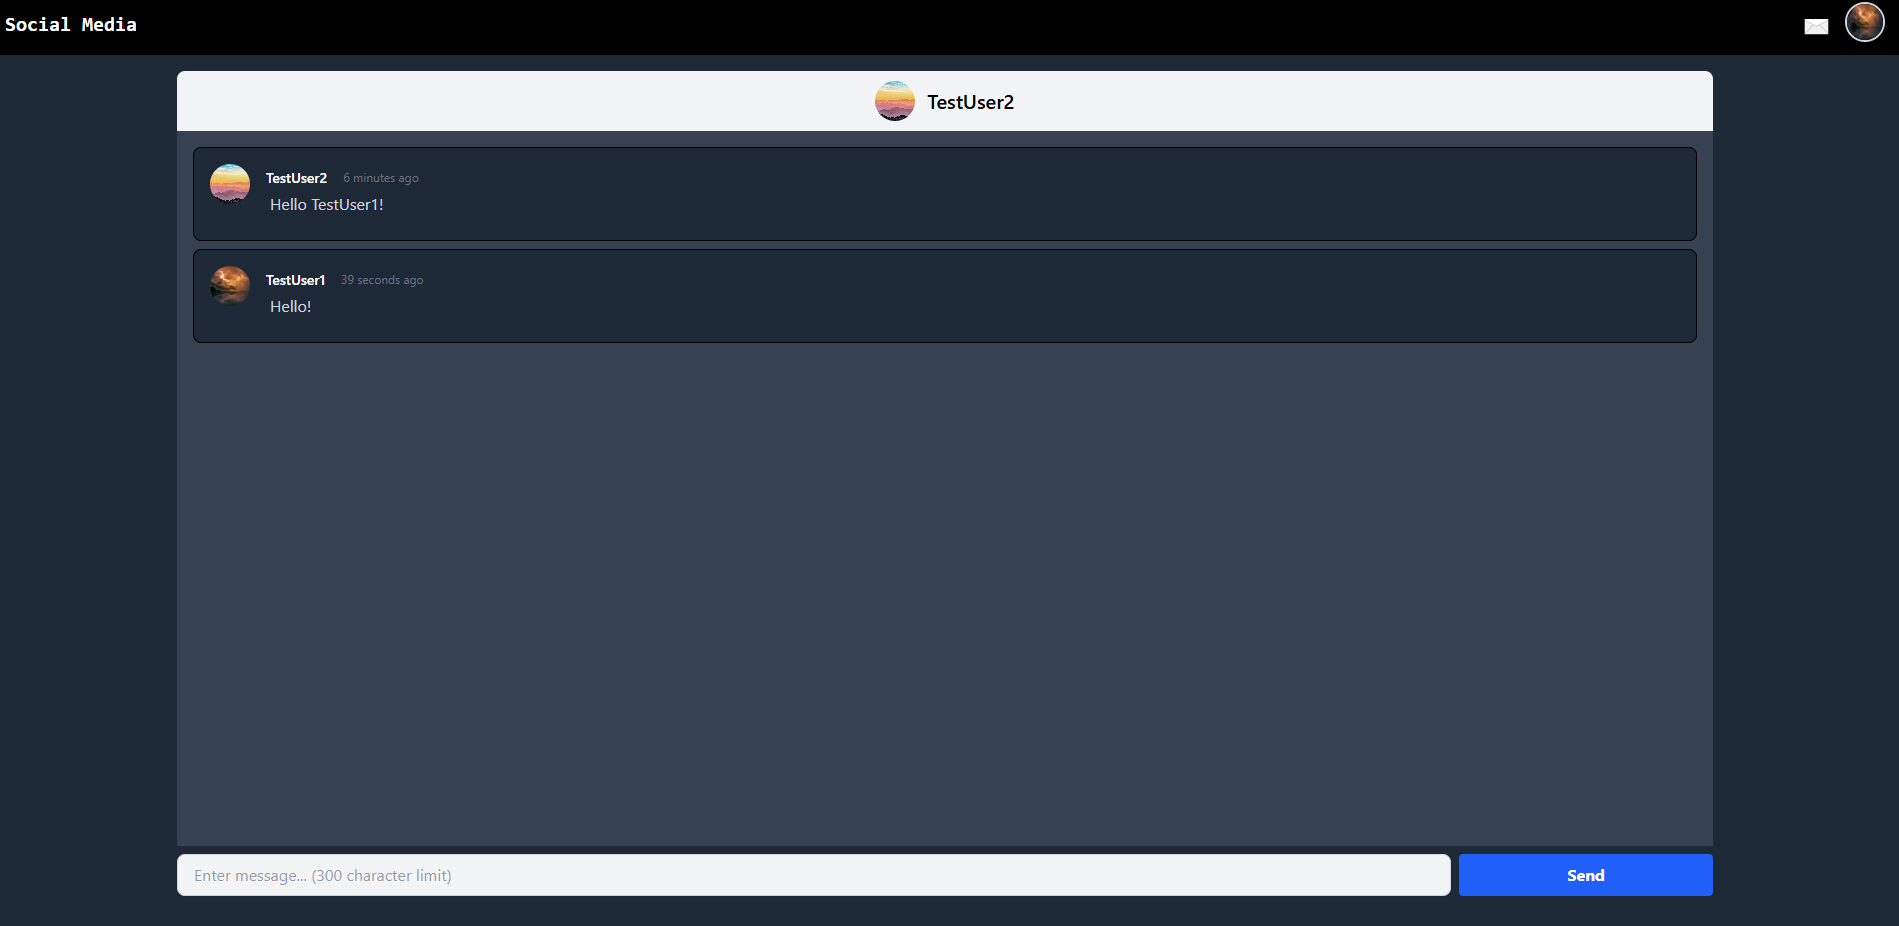 Social Media
TestUser2
TestUser2 6 minutes ago
Hello TestUser1!
TestUser1 39 seconds ago
Hello!
Enter message... (300 character limit)
Send